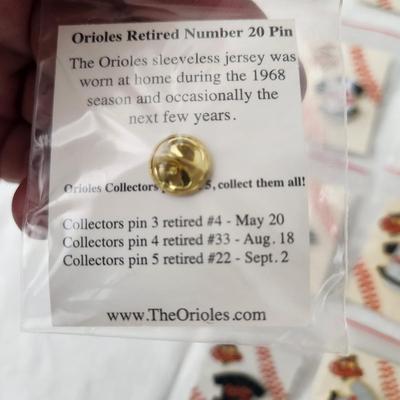 Orioles Retired Number 20 Pin
The Orioles sleeveless jersey was
worn at home during the 1968
season and occasionally the
next few years.
Orioles Collectors 5, collect them all!
Collectors pin 3 retired #4 - May 20
Collectors pin 4 retired #33 - Aug. 18
Collectors pin 5 retired #22 - Sept. 2
www.TheOrioles.com